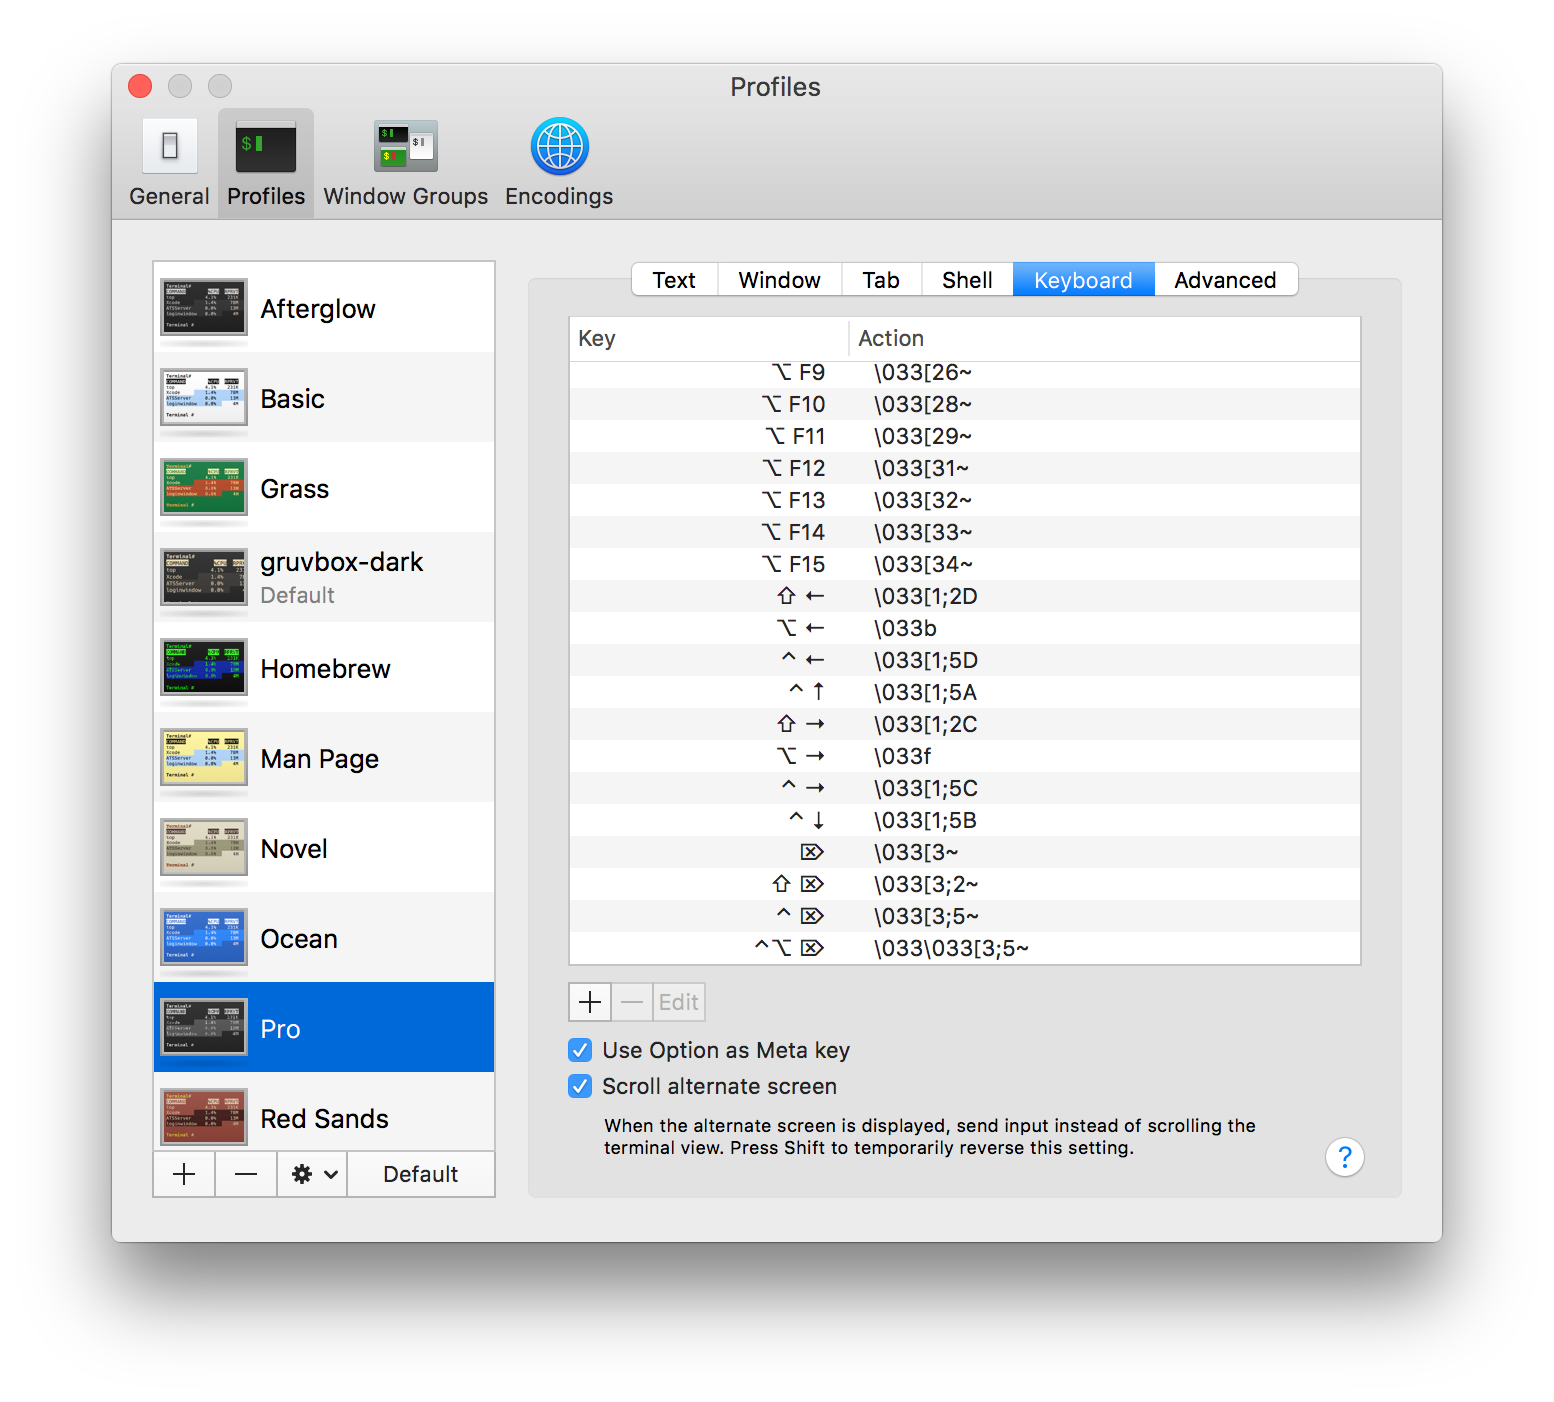 Profiles
General
Profiles
Window Groups
Encodings
Afterglow
Basic
Grass
gruvbox-dark
Default
Homebrew
Man Page
Novel
Ocean
Pro
Red Sands
Default
Text
Window
Tab
Shell
Keyboard
Advanced
Key Action
⌥ F9 \033[26~
⌥ F10 \033[28~
⌥ F11 \033[29~
⌥ F12 \033[31~
⌥ F13 \033[32~
⌥ F14 \033[33~
⌥ F15 \033[34~
⇧ ← \033[1;2D
⌥ ← \033b
^ ← \033[1;5D
^ ↑ \033[1;5A
⇧ → \033[1;2C
⌥ → \033f
^ → \033[1;5C
^ ↓ \033[1;5B
⌦ \033[3~
⇧ ⌦ \033[3;2~
^ ⌦ \033[3;5~
^⌥ ⌦ \033\033[3;5~
Edit
Use Option as Meta key
Scroll alternate screen
When the alternate screen is displayed, send input instead of scrolling the
terminal view. Press Shift to temporarily reverse this setting.
?